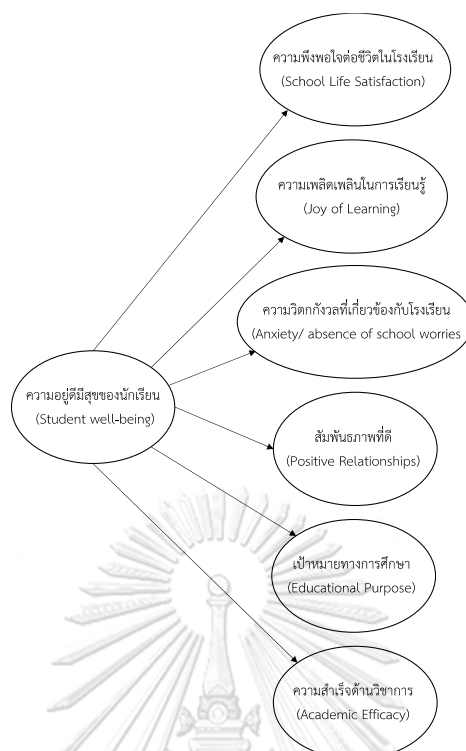 ความพึงพอใจต่อชีวิตในโรงเรียน
(School Life Satisfaction)
ความเพลิดเพลินในการเรียนรู้
(Joy of Learning)
ความวิตกกังวลที่เกี่ยวข้องกับโรงเรียน
(Anxiety/ absence of school worries
ความอยู่ดีมีสุขของนักเรียน
(Student well-being)
สัมพันธภาพที่ดี
(Positive Relationships)
เป้าหมายทางการศึกษา
(Educational Purpose)
ความสำเร็จด้านวิชาการ
(Academic Efficacy)